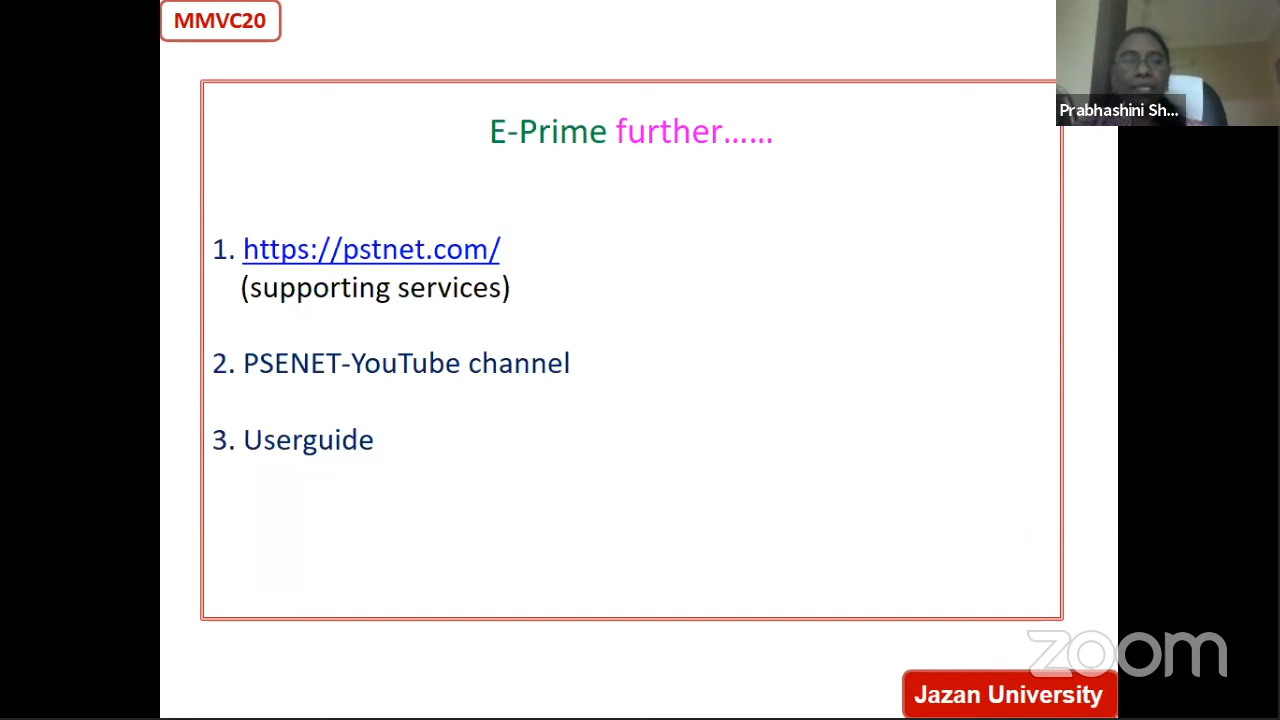 MMVC20
Prabhashini Sh...
E-Prime further......
1. https://pstnet.com/
(supporting services)
2. PSENET-YouTube channel
3. Userguide
zoom
Jazan University